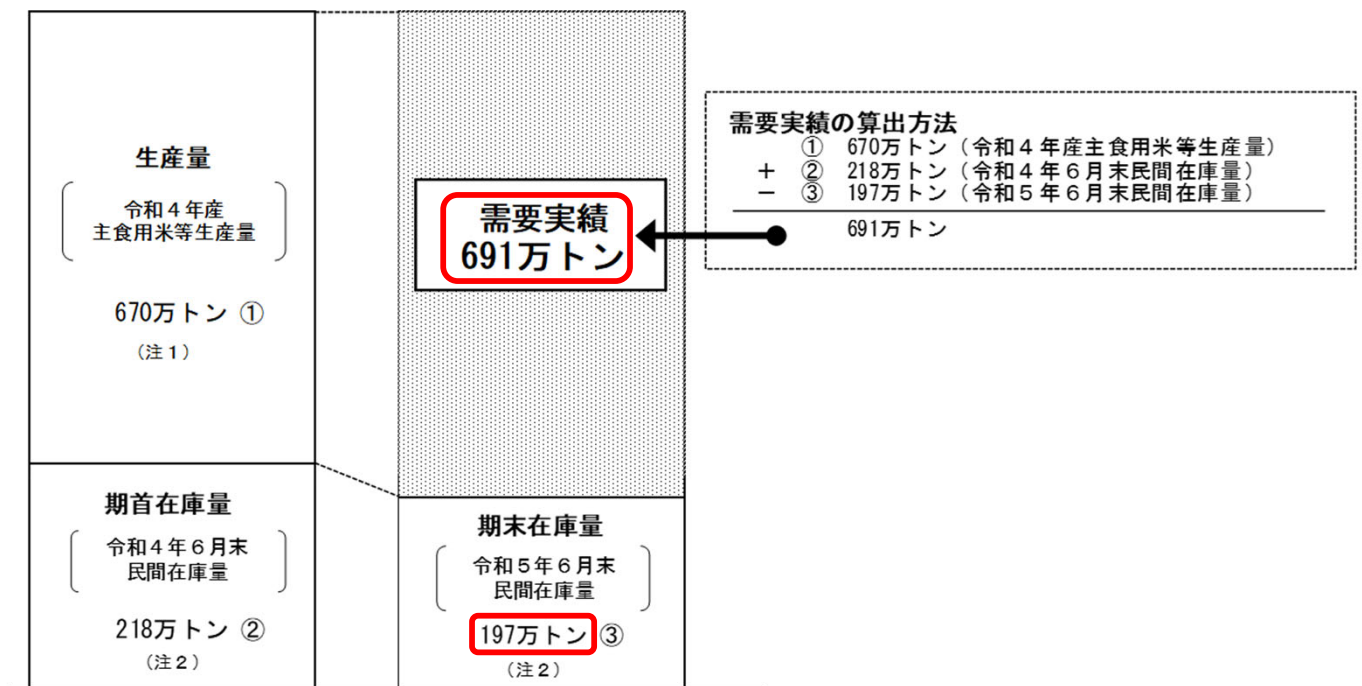 生産量
令和４年産
主食用米等生産量
670万トン ①
（注１）
期首在庫量
令和４年６月末
民間在庫量
218万トン ②
（注２）
需要実績
691万トン
期末在庫量
令和５年６月末
民間在庫量
197万トン ③
（注２）
需要実績の算出方法
① 670万トン（令和４年産主食用米等生産量）
＋ ② 218万トン（令和４年６月末民間在庫量）
－ ③ 197万トン（令和５年６月末民間在庫量）
691万トン